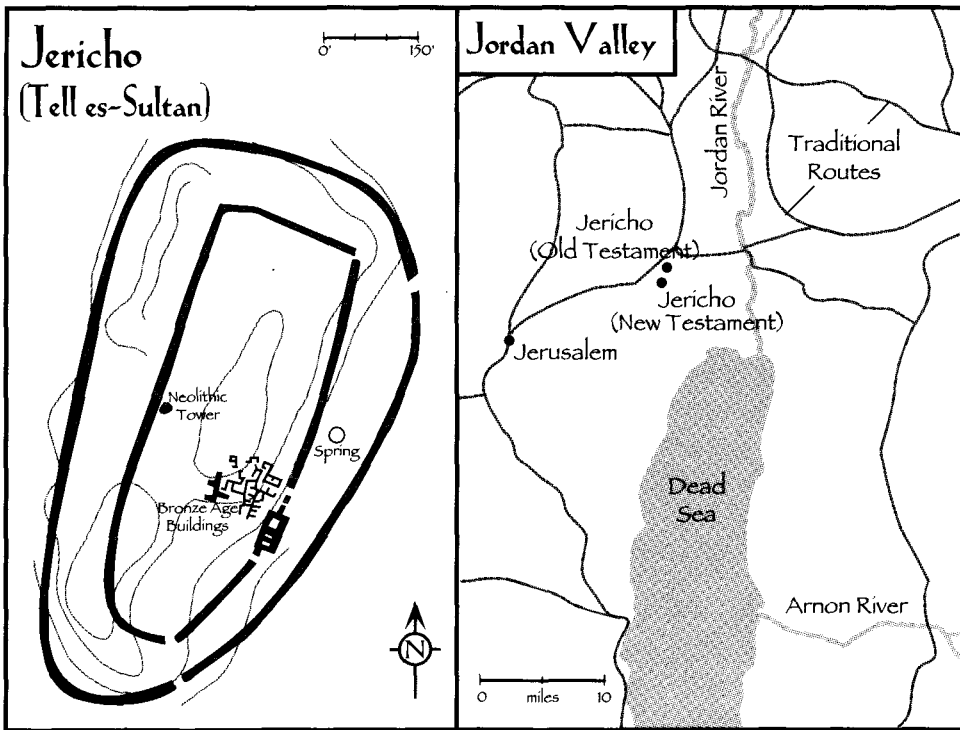 Jericho
(Tell es-Sultan)
0' 150'
Neolithic
Tower
Spring
Bronze Age
Buildings
N
Jordan Valley
Jordan River
Traditional
Routes
Jericho
(Old Testament)
Jericho
(New Testament)
Jerusalem
Dead
Sea
Arnon River
0 miles 10